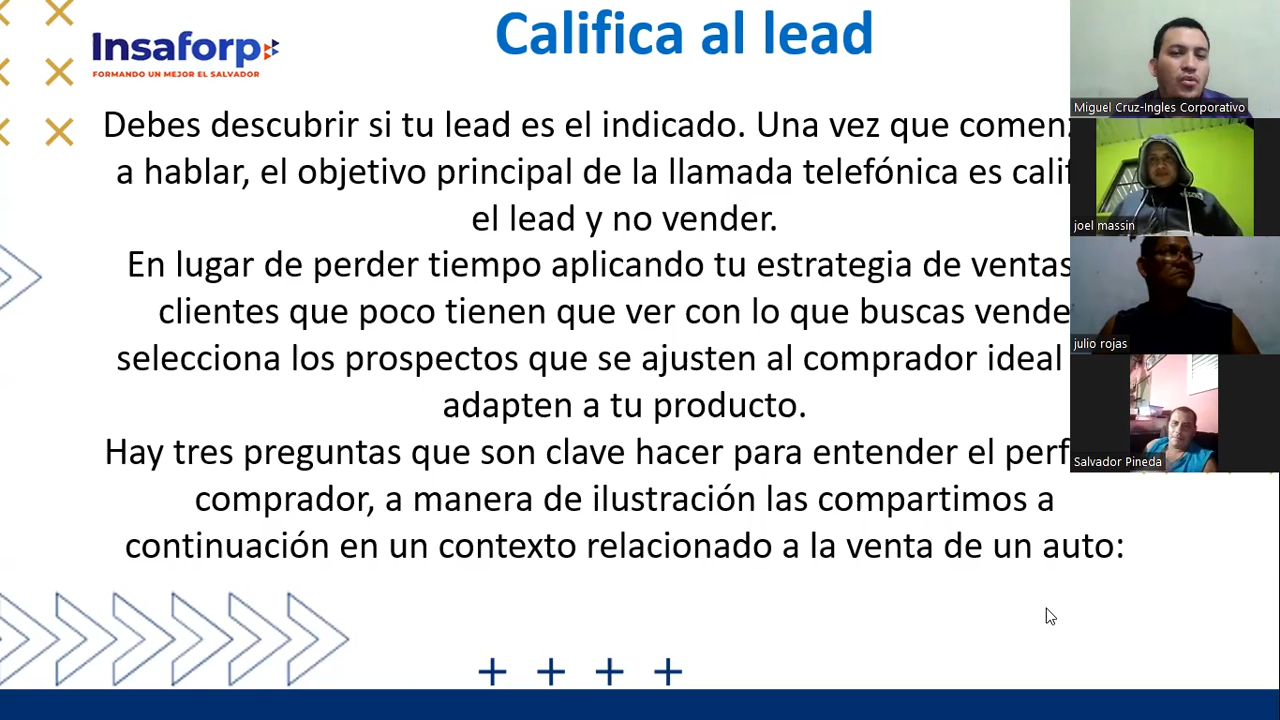 Califica al lead
Insaforp
FORMANDO UN MEJOR EL SALVADOR
Debes descubrir si tu lead es el indicado. Una vez que
a hablar, el objetivo principal de la llamada telefónica es
el lead y no vender.
En lugar de perder tiempo aplicando tu estrategia de ventas
clientes que poco tienen que ver con lo que buscas
selecciona los prospectos que se ajusten al comprador ideal
adapten a tu producto.
Hay tres preguntas que son clave hacer para entender el
comprador, a manera de ilustración las compartimos a
continuación en un contexto relacionado a la venta de un auto:
Miguel Cruz-Ingles Corporativo
joel massin
julio rojas
Salvador Pineda